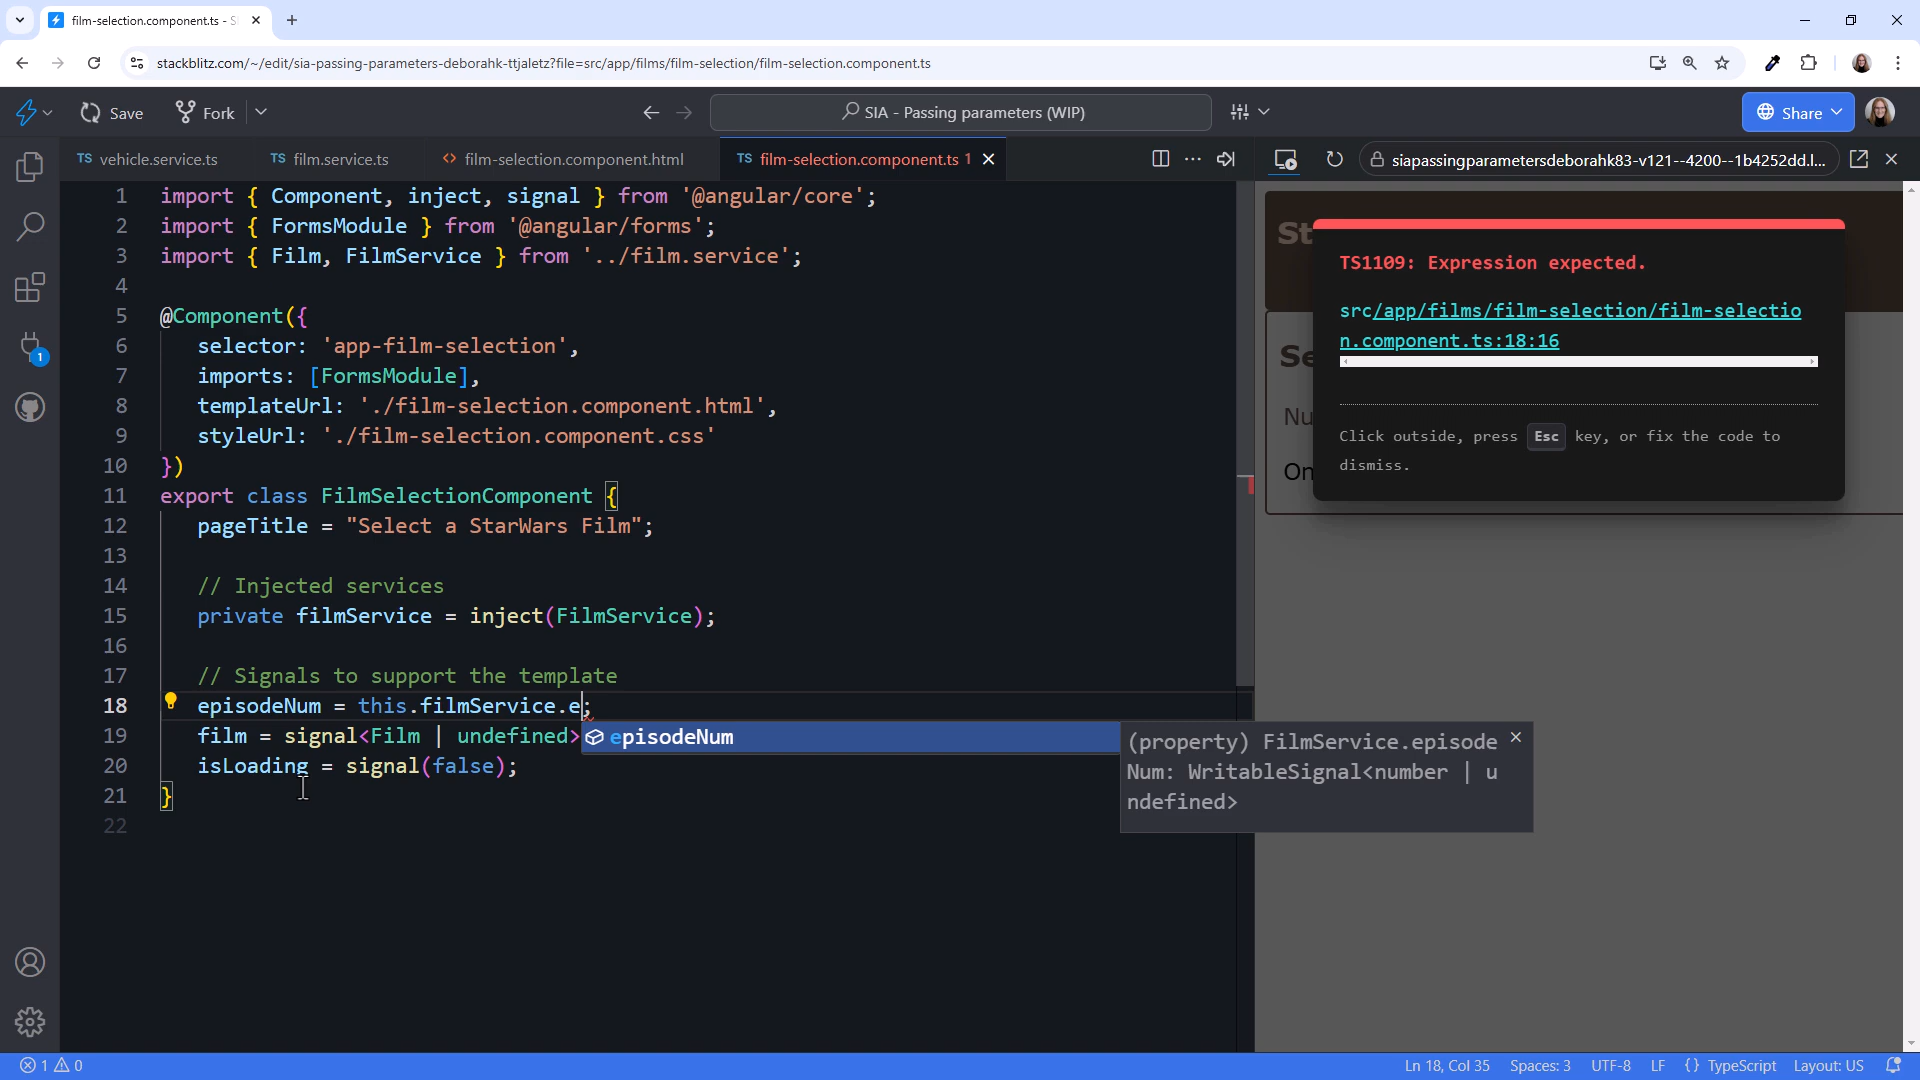 film-selection.component.ts - S
stackblitz.com/~/edit/sia-passing-parameters-deborahk-ttjaletz?file=src/app/films/film-selection/film-selection.component.ts
Save
Fork
SIA - Passing parameters (WIP)
Share
TS vehicle.service.ts
TS film.service.ts
<> film-selection.component.html
TS film-selection.component.ts 1
siapassingparametersdeborahk83-v121--4200--1b4252dd.l...
1 import { Component, inject, signal } from '@angular/core';
2 import { FormsModule } from '@angular/forms';
3 import { Film, FilmService } from '../film.service';
4
5 @Component({
6 selector: 'app-film-selection',
7 imports: [FormsModule],
8 templateUrl: './film-selection.component.html',
9 styleUrl: './film-selection.component.css'
10 })
11 export class FilmSelectionComponent {
12 pageTitle = "Select a StarWars Film";
13
14 // Injected services
15 private filmService = inject(FilmService);
16
17 // Signals to support the template
18 episodeNum = this.filmService.e;
19 film = signal<Film | undefined>
20 isLoading = signal(false);
21 }
22
episodeNum
(property) FilmService.episode
Num: WritableSignal<number | u
ndefined>
St
Se
Nu
On
TS1109: Expression expected.
src/app/films/film-selection/film-selectio
n.component.ts:18:16
Click outside, press Esc key, or fix the code to
dismiss.
1
1 0
Ln 18, Col 35
Spaces: 3
UTF-8
LF
{} TypeScript
Layout: US